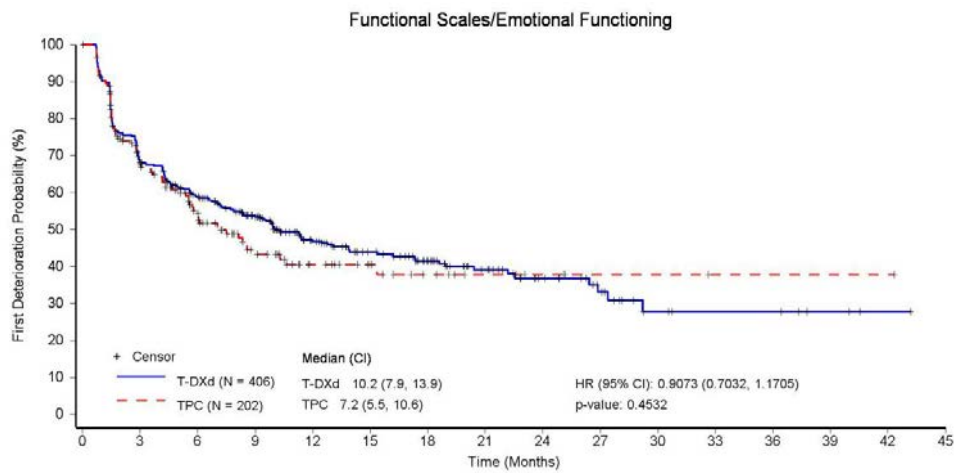 Functional Scales/Emotional Functioning
First Deterioration Probability (%)
100
90
80
70
60
50
40
30
20
10
0
+ Censor
Median (CI)
T-DXd (N = 406)
T-DXd 10.2 (7.9, 13.9)
HR (95% CI): 0.9073 (0.7032, 1.1705)
TPC (N = 202)
TPC 7.2 (5.5, 10.6)
p-value: 0.4532
0 3 6 9 12 15 18 21 24 27 30 33 36 39 42 45
Time (Months)